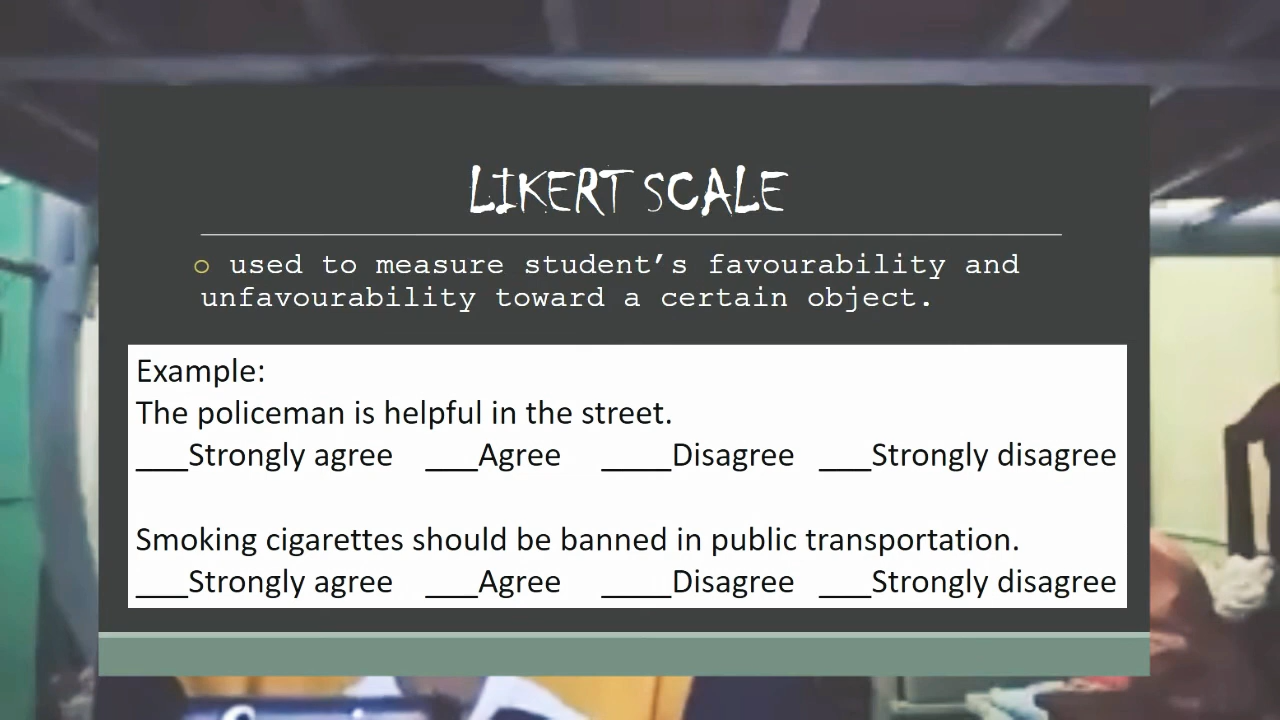 LIKERT SCALE
o used to measure student’s favourability and
unfavourability toward a certain object.
Example:
The policeman is helpful in the street.
___Strongly agree ___Agree ____Disagree ___Strongly disagree
Smoking cigarettes should be banned in public transportation.
___Strongly agree ___Agree ____Disagree ___Strongly disagree